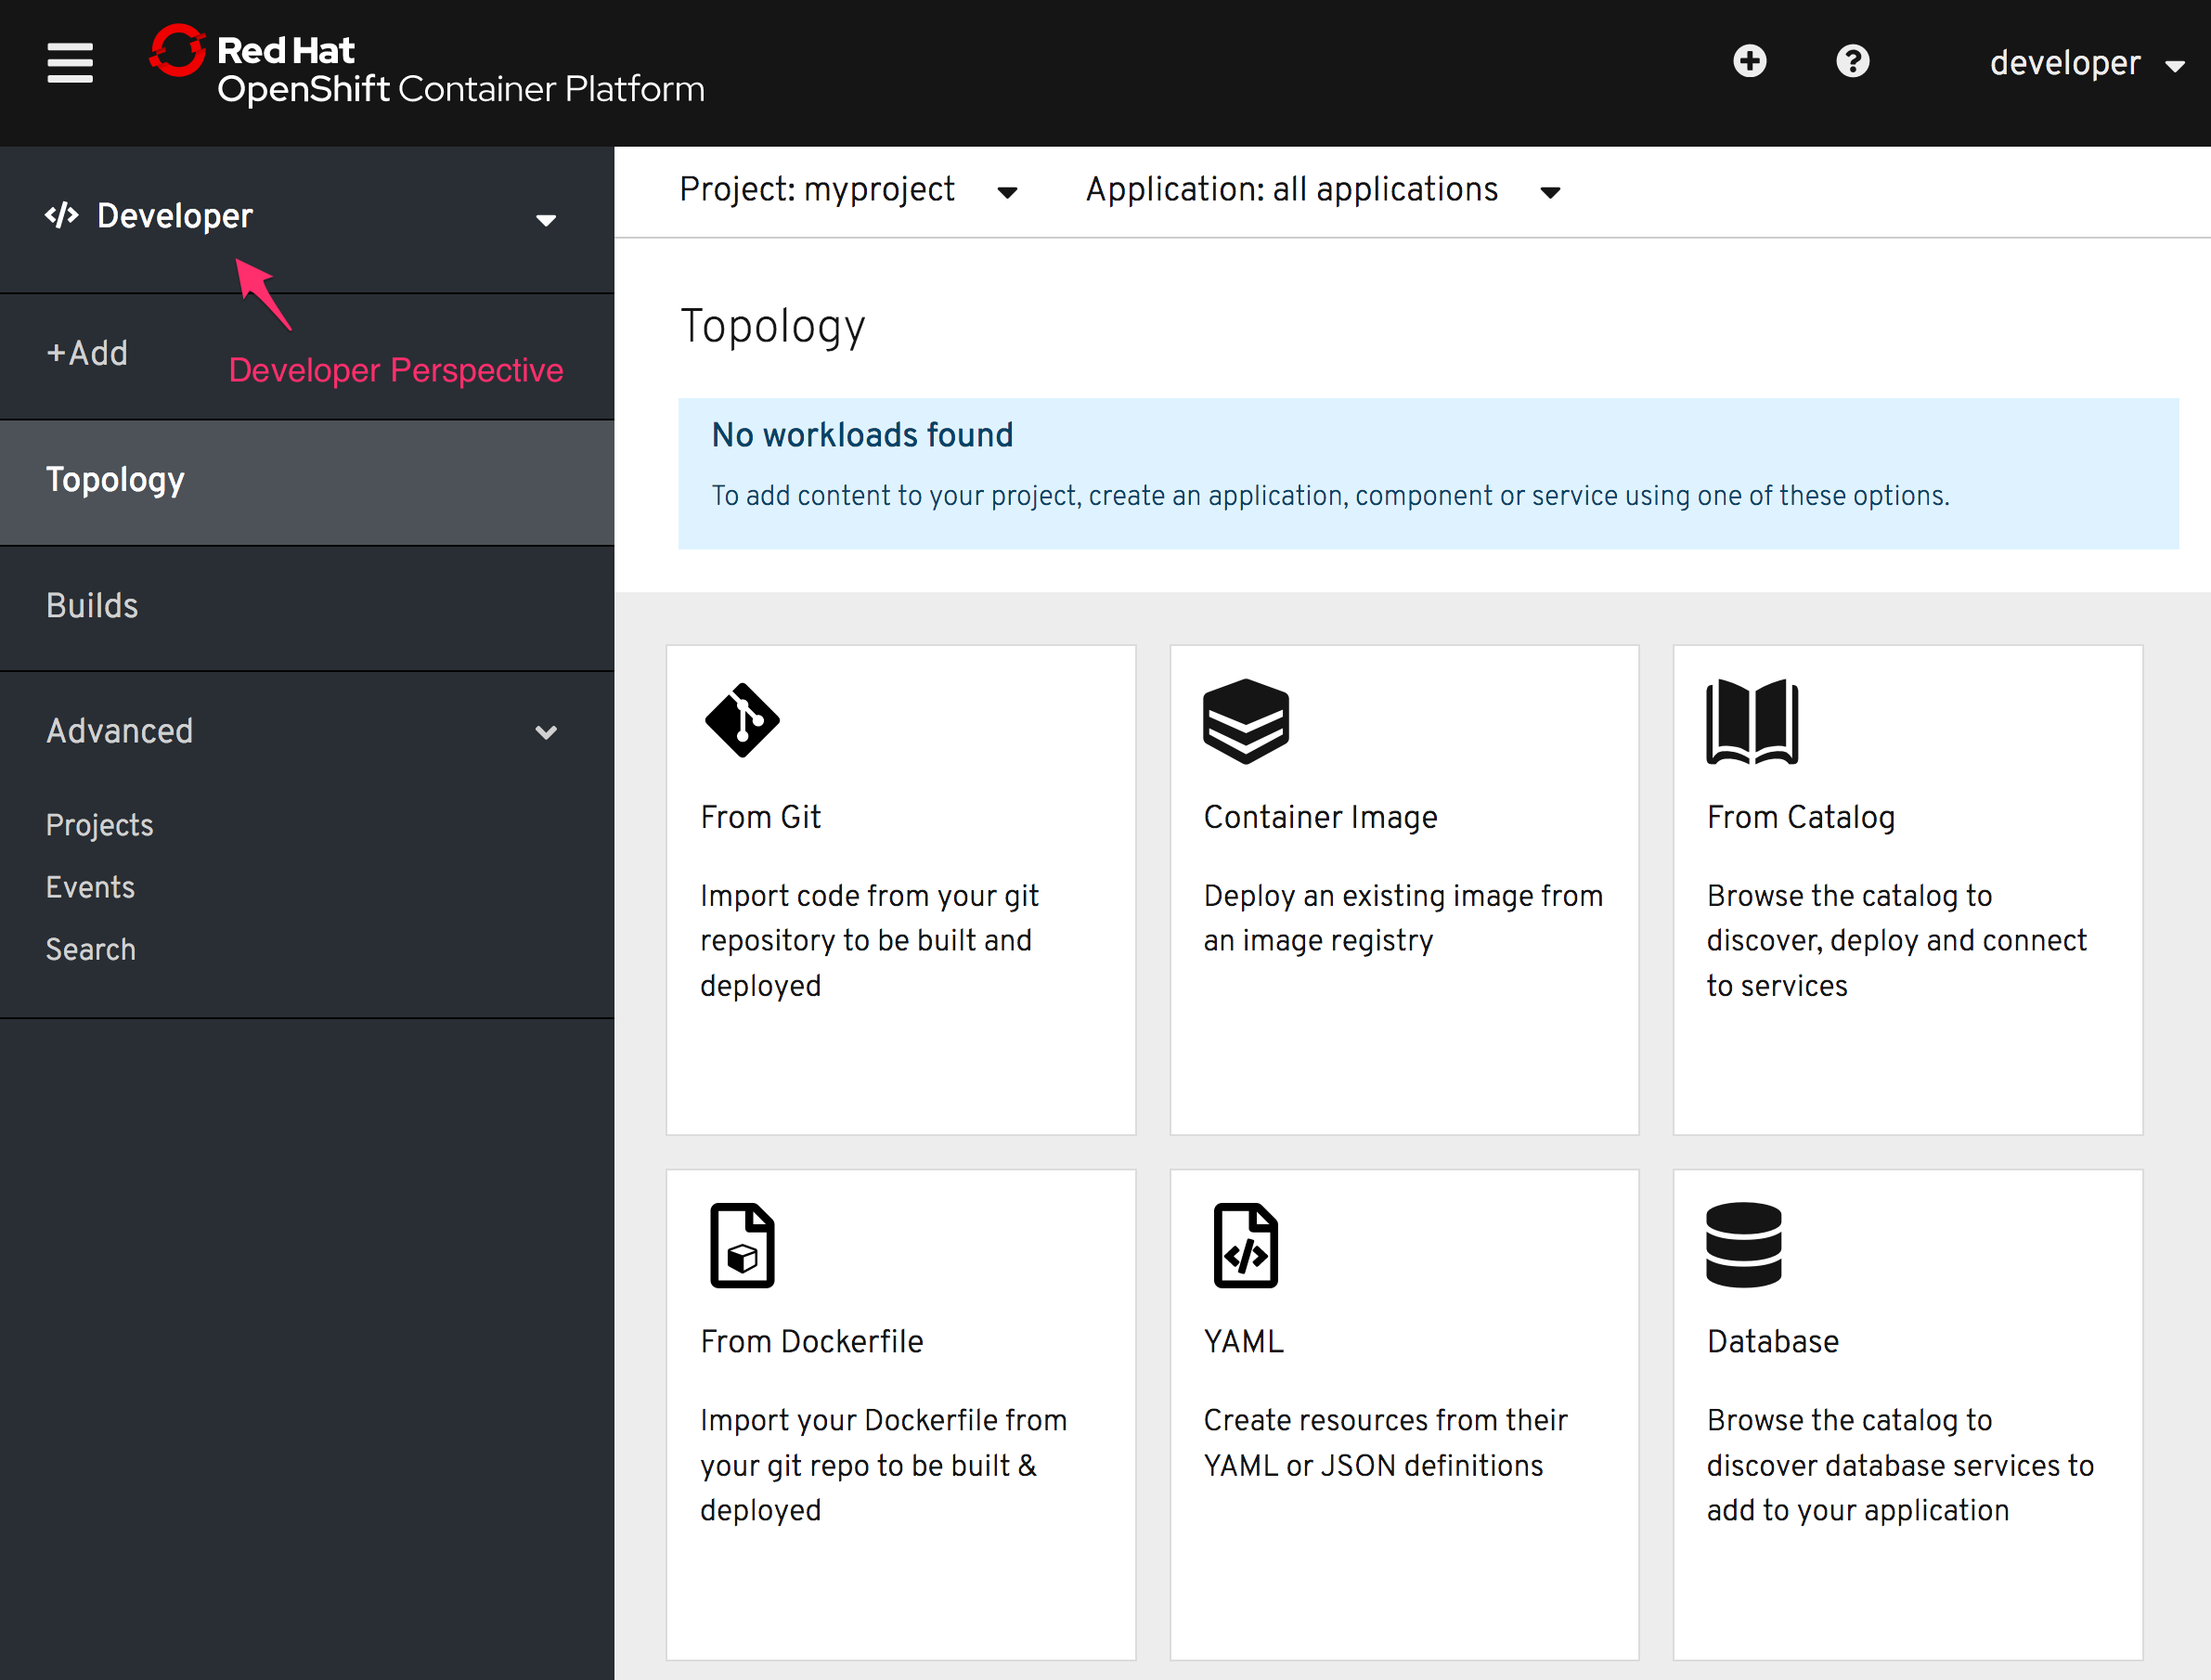 Red Hat
OpenShift Container Platform
developer
Developer
Developer Perspective
+Add
Topology
Builds
Advanced
Projects
Events
Search
Project: myproject
Application: all applications
Topology
No workloads found
To add content to your project, create an application, component or service using one of these options.
From Git
Import code from your git
repository to be built and
deployed
Container Image
Deploy an existing image from
an image registry
From Catalog
Browse the catalog to
discover, deploy and connect
to services
From Dockerfile
Import your Dockerfile from
your git repo to be built &
deployed
YAML
Create resources from their
YAML or JSON definitions
Database
Browse the catalog to
discover database services to
add to your application